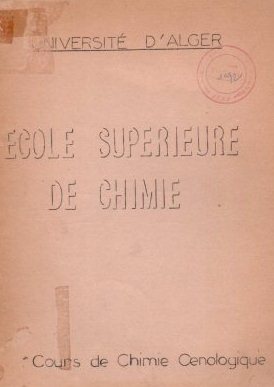 UNIVERSITÉ D'ALGER
ECOLE SUPERIEURE
DE CHIMIE
Cours de Chimie Oenologique